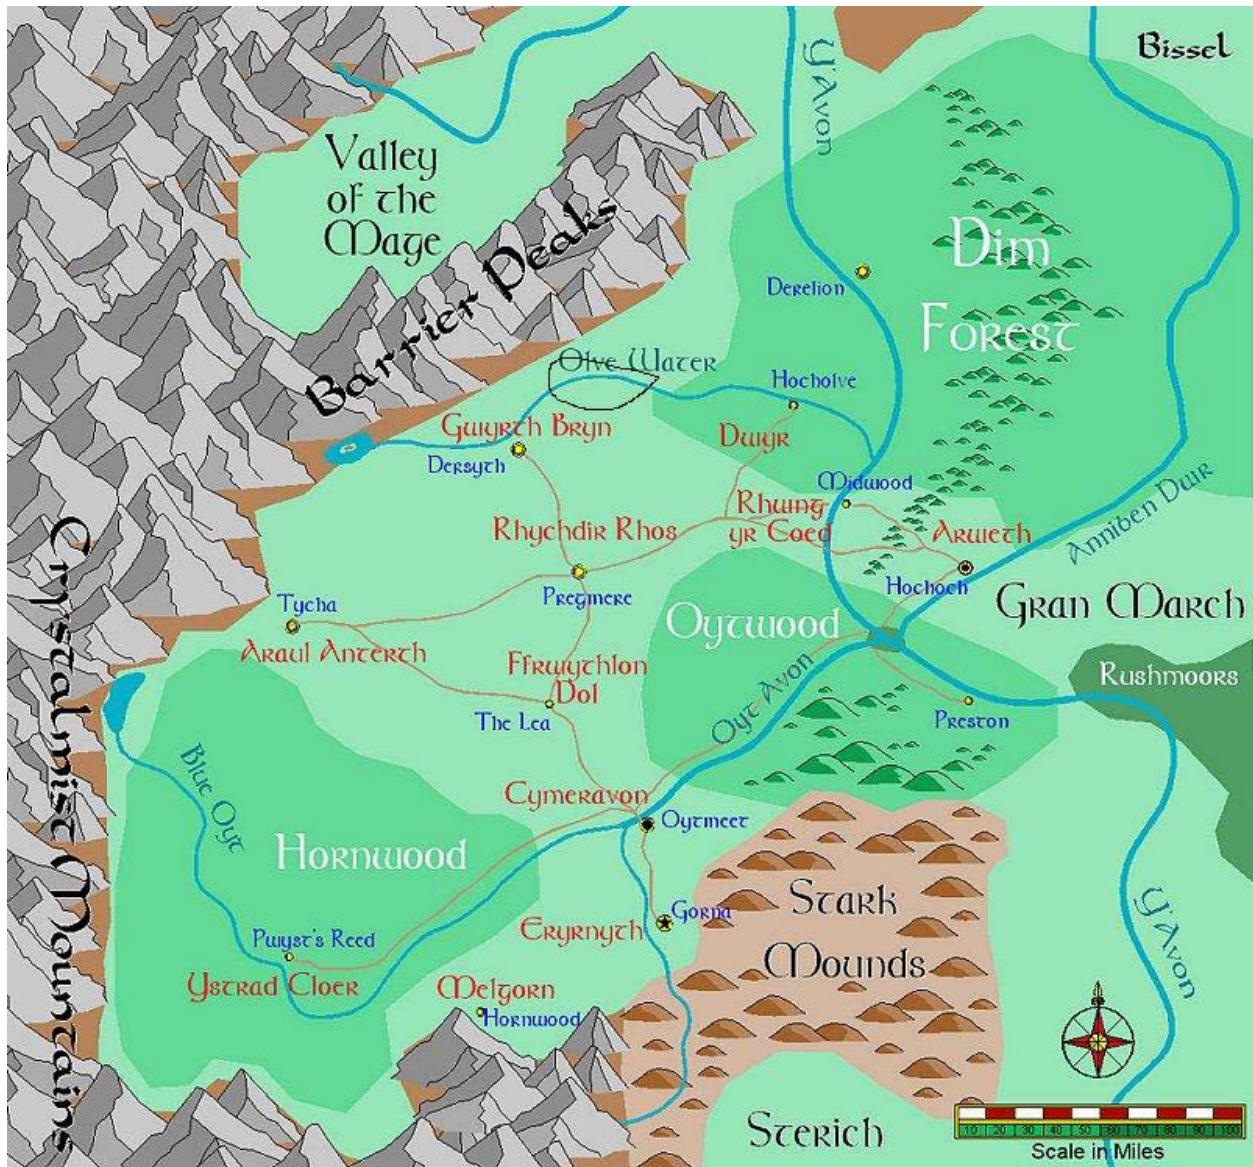 Bissel
Y'Avon
Valley
of the
Mage
Dim
Forest
Barrier Peaks
Derelion
Olve Water
Hocholve
Gwyrth Bryn
Dersyth
Dwyr
Midwood
Anniben Dwr
Rhychdir Rhos
Rhwng
yr Coed
Arweth
Crystalmist Mountains
Pregmere
Hochoch
Gran March
Tycha
Oytwood
Araul Anterth
Ffrwythlon
Dol
Rushmoors
The Lea
Oyt Avon
Preston
Blue Oyt
Cymeravon
Oytmeet
Hornwood
Stark
Mounds
Gorna
Eryrnyth
Pwyst's Reed
Ystrad Cloer
Melgorn
Hornwood
Y'Avon
Sterich
10 20 30 40 50 60 70 80 90 100
Scale in Miles